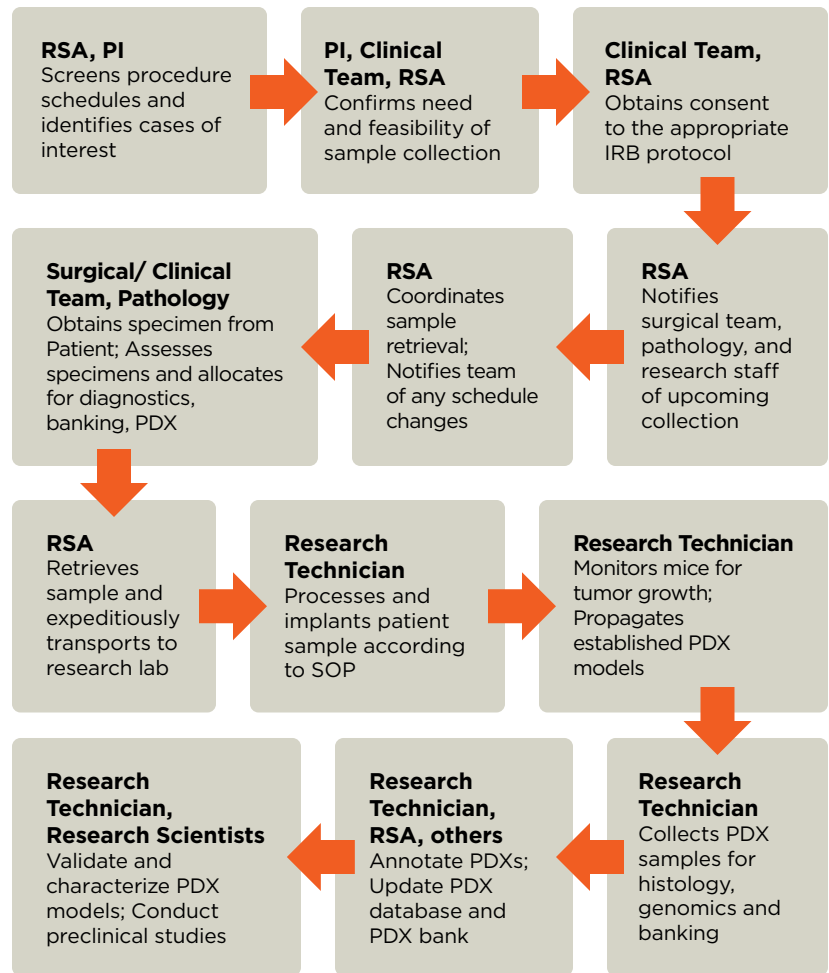 RSA, PI
Screens procedure
schedules and
identifies cases of
interest
PI, Clinical
Team, RSA
Confirms need
and feasibility of
sample collection
Clinical Team,
RSA
Obtains consent
to the appropriate
IRB protocol
RSA
Notifies
surgical team,
pathology, and
research staff
of upcoming
collection
RSA
Coordinates
sample
retrieval;
Notifies team
of any schedule
changes
Surgical/ Clinical
Team, Pathology
Obtains specimen from
Patient; Assesses
specimens and allocates
for diagnostics,
banking, PDX
RSA
Retrieves
sample and
expeditiously
transports to
research lab
Research
Technician
Processes and
implants patient
sample according
to SOP
Research Technician
Monitors mice for
tumor growth;
Propagates
established PDX
models
Research
Technician
Collects PDX
samples for
histology,
genomics and
banking
Research
Technician,
RSA, others
Annotate PDXs;
Update PDX
database and
PDX bank
Research
Technician,
Research Scientists
Validate and
characterize PDX
models; Conduct
preclinical studies